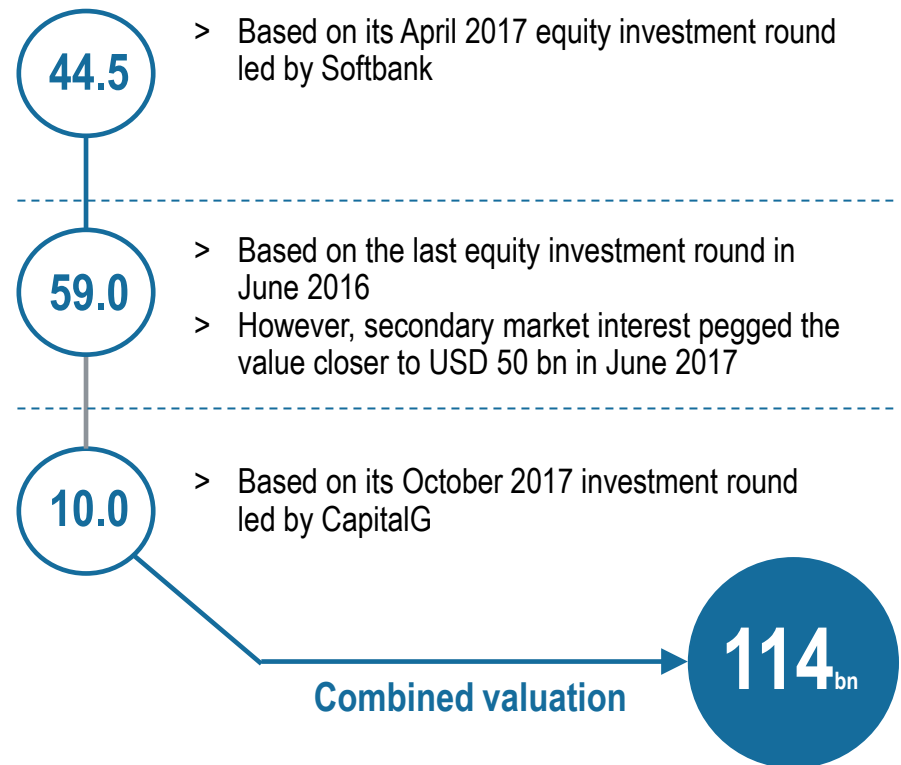 44.5
> Based on its April 2017 equity investment round
led by Softbank
59.0
> Based on the last equity investment round in
June 2016
> However, secondary market interest pegged the
value closer to USD 50 bn in June 2017
10.0
> Based on its October 2017 investment round
led by CapitalG
114bn
Combined valuation